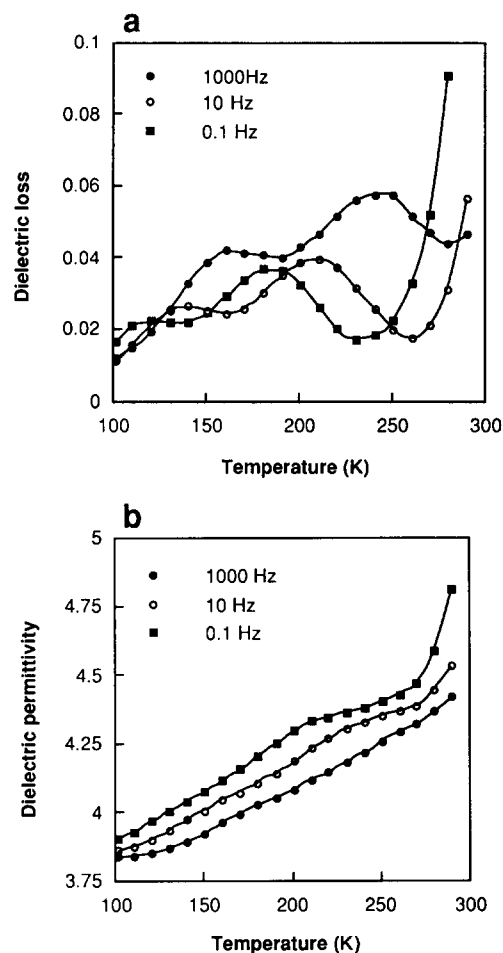 a
0.1
1000Hz
10 Hz
0.1 Hz
0.08
0.06
0.04
0.02
0
Dielectric loss
100 150 200 250 300
Temperature (K)
b
5
1000 Hz
10 Hz
0.1 Hz
4.75
4.5
4.25
4
3.75
Dielectric permittivity
100 150 200 250 300
Temperature (K)